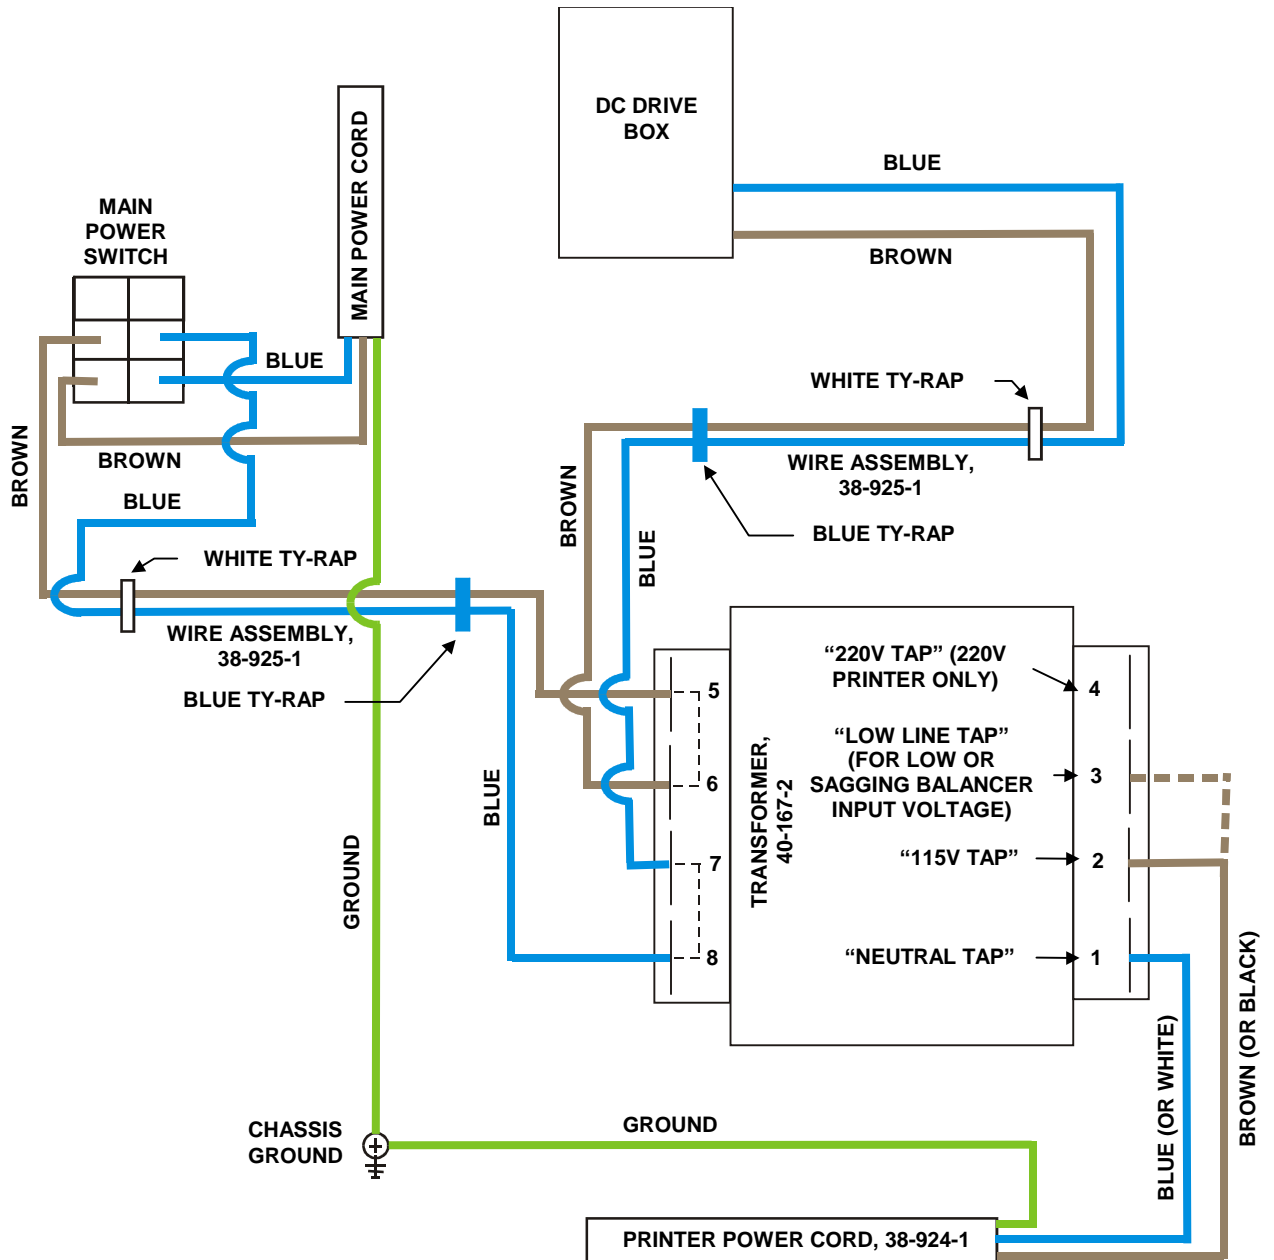 DC DRIVE
BOX
BLUE
BROWN
MAIN POWER CORD
MAIN
POWER
SWITCH
BLUE
BROWN
BROWN
BLUE
WHITE TY-RAP
WIRE ASSEMBLY,
38-925-1
BLUE TY-RAP
WHITE TY-RAP
WIRE ASSEMBLY,
38-925-1
BLUE TY-RAP
BROWN
BLUE
BLUE
GROUND
5
6
7
8
TRANSFORMER,
40-167-2
“220V TAP” (220V
PRINTER ONLY)
4
“LOW LINE TAP”
(FOR LOW OR
SAGGING BALANCER
INPUT VOLTAGE)
3
“115V TAP”
2
“NEUTRAL TAP”
1
BLUE (OR WHITE)
BROWN (OR BLACK)
CHASSIS
GROUND
GROUND
PRINTER POWER CORD, 38-924-1